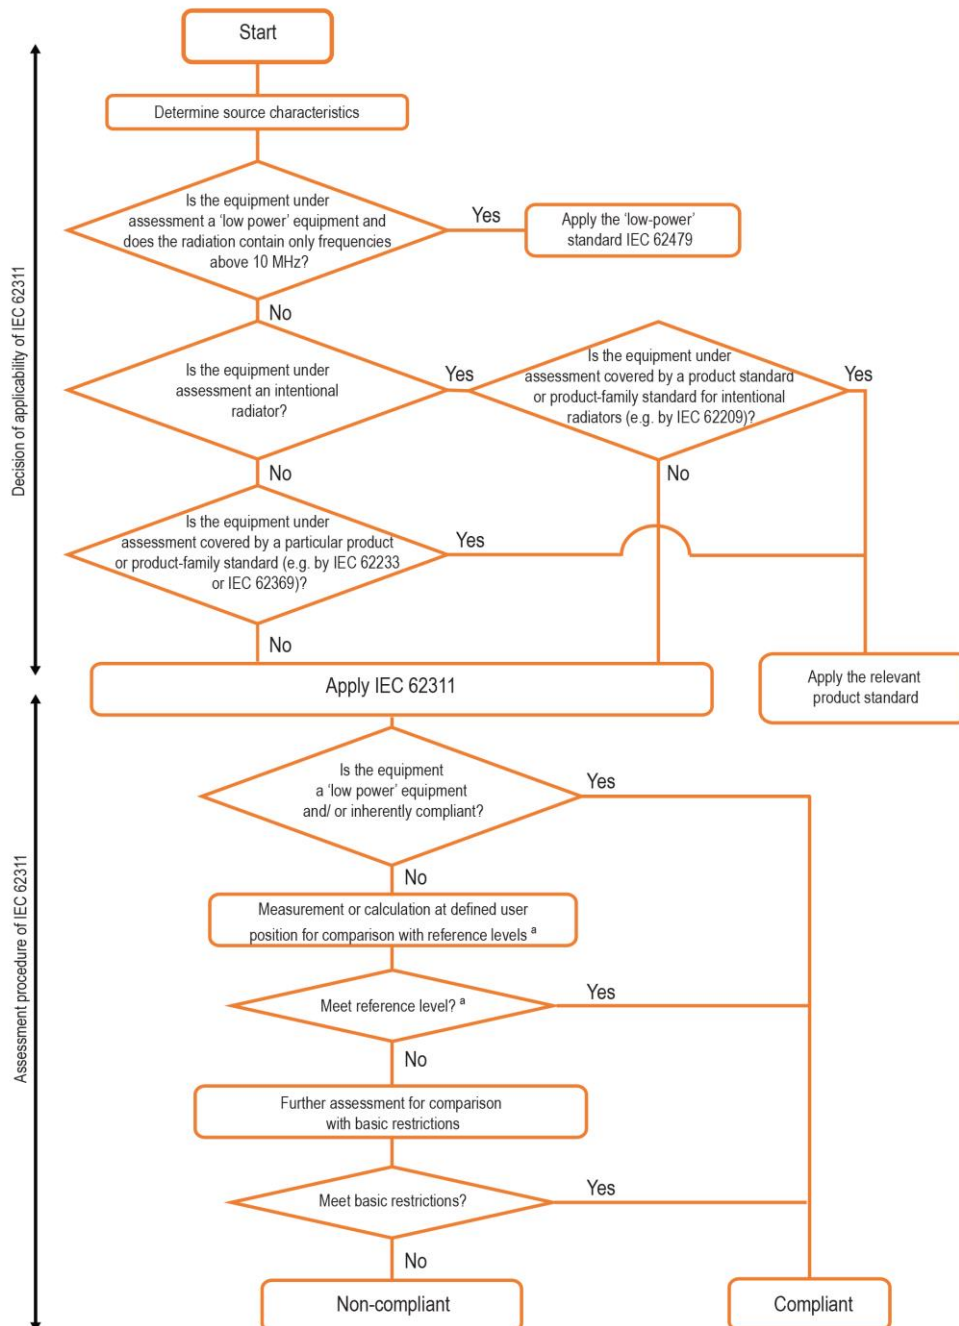 Start
Determine source characteristics
Is the equipment under
assessment a ‘low power’ equipment and
does the radiation contain only frequencies
above 10 MHz?
Yes
Apply the ‘low-power’
standard IEC 62479
No
Is the equipment under
assessment an intentional
radiator?
Yes
Is the equipment under
assessment covered by a product standard
or product-family standard for intentional
radiators (e.g. by IEC 62209)?
Yes
No
No
Is the equipment under
assessment covered by a particular product
or product-family standard (e.g. by IEC 62233
or IEC 62369)?
Yes
No
Decision of applicability of IEC 62311
Apply IEC 62311
Apply the relevant
product standard
Is the equipment
a ‘low power’ equipment
and/ or inherently compliant?
Yes
No
Measurement or calculation at defined user
position for comparison with reference levels ª
Meet reference level? ª
Yes
No
Further assessment for comparison
with basic restrictions
Meet basic restrictions?
Yes
No
Assessment procedure of IEC 62311
Non-compliant
Compliant